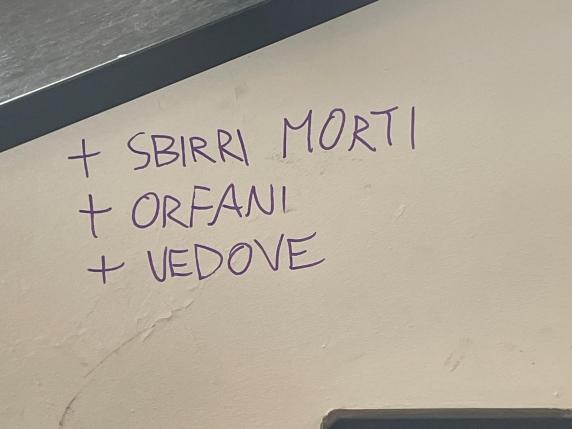 + SBIRRI MORTI
+ ORFANI
+ VEDOVE